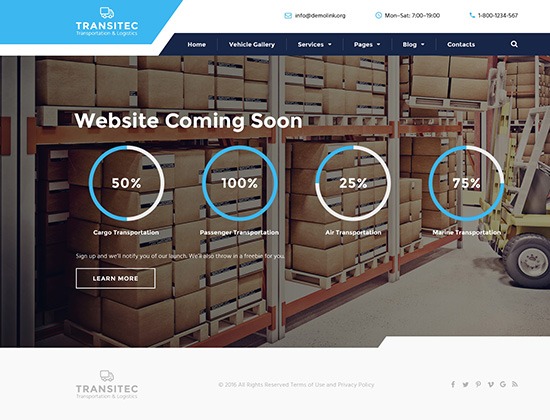 TRANSITEC
Transportation & Logistics
info@demolink.org
Mon–Sat: 7:00–19:00
1-800-1234-567
Home
Vehicle Gallery
Services
Pages
Blog
Contacts
Website Coming Soon
50%
100%
25%
75%
Cargo Transportation
Passenger Transportation
Air Transportation
Marine Transportation
Sign up and we'll notify you of our launch. We'll also throw in a freebie for you.
LEARN MORE
TRANSITEC
Transportation & Logistics
© 2016 All Rights Reserved Terms of Use and Privacy Policy